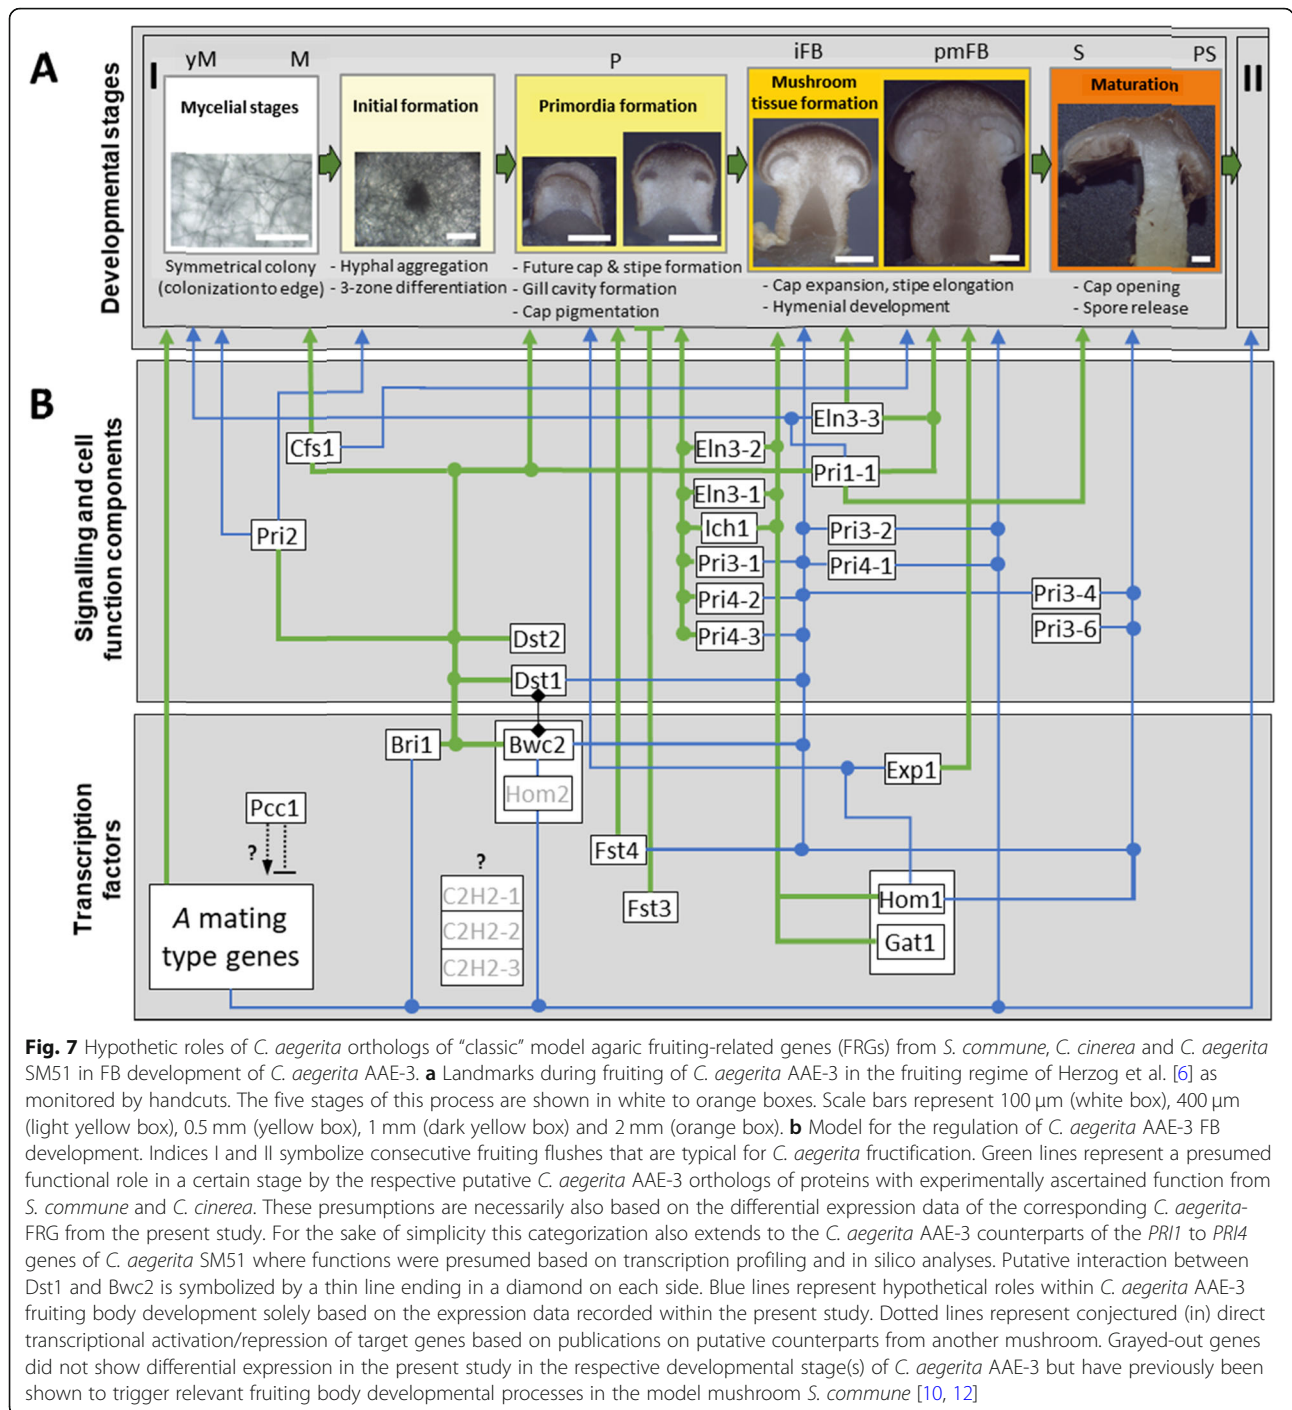 A
Developmental stages
I
yM
M
P
iFB
pmFB
S
PS
II
Mycelial stages
Initial formation
Primordia formation
Mushroom
tissue formation
Maturation
Symmetrical colony
(colonization to edge)
- Hyphal aggregation
- 3-zone differentiation
- Future cap & stipe formation
- Gill cavity formation
- Cap pigmentation
- Cap expansion, stipe elongation
- Hymenial development
- Cap opening
- Spore release
B
Signalling and cell
function components
Eln3-3
Cfs1
Eln3-2
Pri1-1
Eln3-1
Pri2
Ich1
Pri3-2
Pri3-1
Pri4-1
Pri4-2
Pri3-4
Dst2
Pri4-3
Pri3-6
Dst1
Transcription
factors
Bri1
Bwc2
Hom2
Exp1
Pcc1
?
Fst4
?
C2H2-1
C2H2-2
C2H2-3
Fst3
Hom1
Gat1
A mating
type genes
Fig. 7 Hypothetic roles of C. aegerita orthologs of “classic” model agaric fruiting-related genes (FRGs) from S. commune, C. cinerea and C. aegerita
SM51 in FB development of C. aegerita AAE-3. a Landmarks during fruiting of C. aegerita AAE-3 in the fruiting regime of Herzog et al. [6] as
monitored by handcuts. The five stages of this process are shown in white to orange boxes. Scale bars represent 100 μm (white box), 400 μm
(light yellow box), 0.5 mm (yellow box), 1 mm (dark yellow box) and 2 mm (orange box). b Model for the regulation of C. aegerita AAE-3 FB
development. Indices I and II symbolize consecutive fruiting flushes that are typical for C. aegerita fructification. Green lines represent a presumed
functional role in a certain stage by the respective putative C. aegerita AAE-3 orthologs of proteins with experimentally ascertained function from
S. commune and C. cinerea. These presumptions are necessarily also based on the differential expression data of the corresponding C. aegerita-
FRG from the present study. For the sake of simplicity this categorization also extends to the C. aegerita AAE-3 counterparts of the PRI1 to PRI4
genes of C. aegerita SM51 where functions were presumed based on transcription profiling and in silico analyses. Putative interaction between
Dst1 and Bwc2 is symbolized by a thin line ending in a diamond on each side. Blue lines represent hypothetical roles within C. aegerita AAE-3
fruiting body development solely based on the expression data recorded within the present study. Dotted lines represent conjectured (in) direct
transcriptional activation/repression of target genes based on publications on putative counterparts from another mushroom. Grayed-out genes
did not show differential expression in the present study in the respective developmental stage(s) of C. aegerita AAE-3 but have previously been
shown to trigger relevant fruiting body developmental processes in the model mushroom S. commune [10, 12]